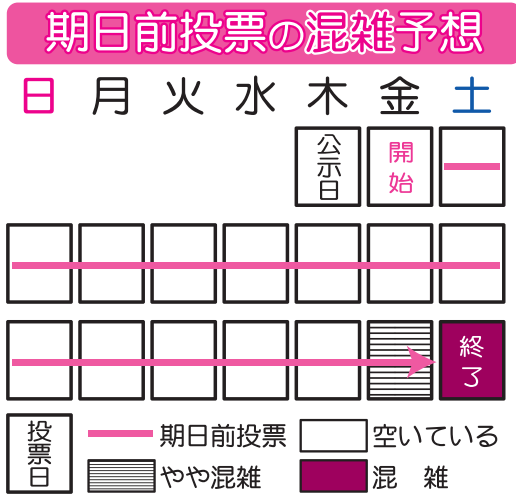 期日前投票の混雑予想
日 月 火 水 木 金 土
公示日 開始
終了
投票日
期日前投票 空いている
やや混雑 混 雑